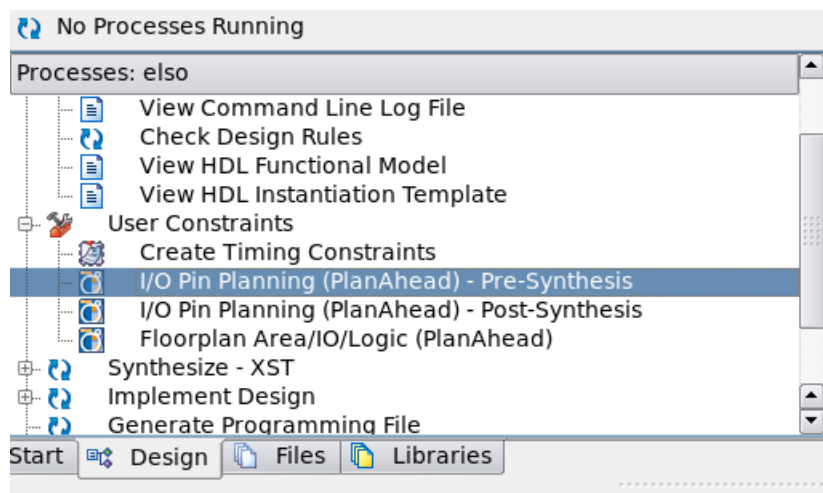 No Processes Running
Processes: elso
View Command Line Log File
Check Design Rules
View HDL Functional Model
View HDL Instantiation Template
User Constraints
Create Timing Constraints
I/O Pin Planning (PlanAhead) - Pre-Synthesis
I/O Pin Planning (PlanAhead) - Post-Synthesis
Floorplan Area/IO/Logic (PlanAhead)
Synthesize - XST
Implement Design
Generate Programming File
Start Design Files Libraries